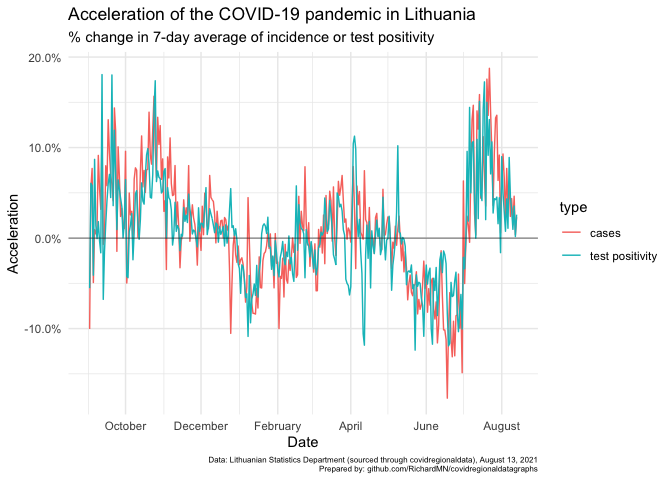 Acceleration of the COVID-19 pandemic in Lithuania
% change in 7-day average of incidence or test positivity
20.0%
10.0%
0.0%
-10.0%
Acceleration
October December February April June August
Date
type
cases
test positivity
Data: Lithuanian Statistics Department (sourced through covidregionaldata), August 13, 2021
Prepared by: github.com/RichardMN/covidregionaldatagraphs